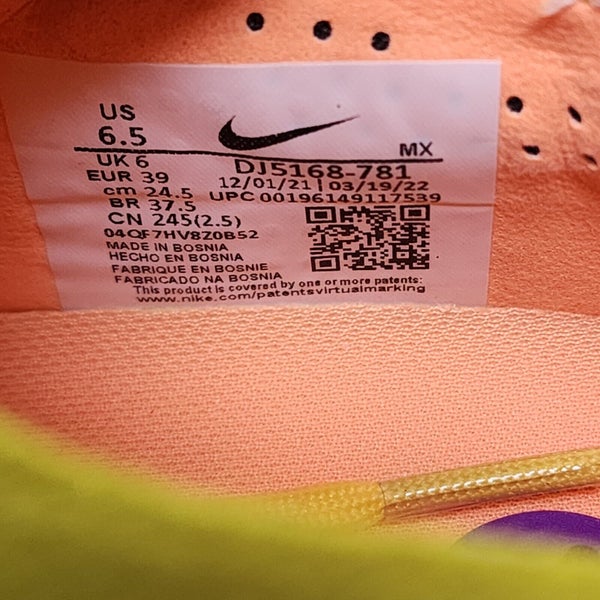 US
6.5
MX
UK 6
DJ5168-781
EUR 39
12/01/21 | 03/19/22
cm 24.5
UPC 00196149117539
BR 37.5
CN 245(2.5)
04QF7HV8Z0B52
MADE IN BOSNIA
HECHO EN BOSNIA
FABRIQUE EN BOSNIE
FABRICADO NA BOSNIA
This product is covered by one or more patents:
www.nike.com/patentsvirtualmarking